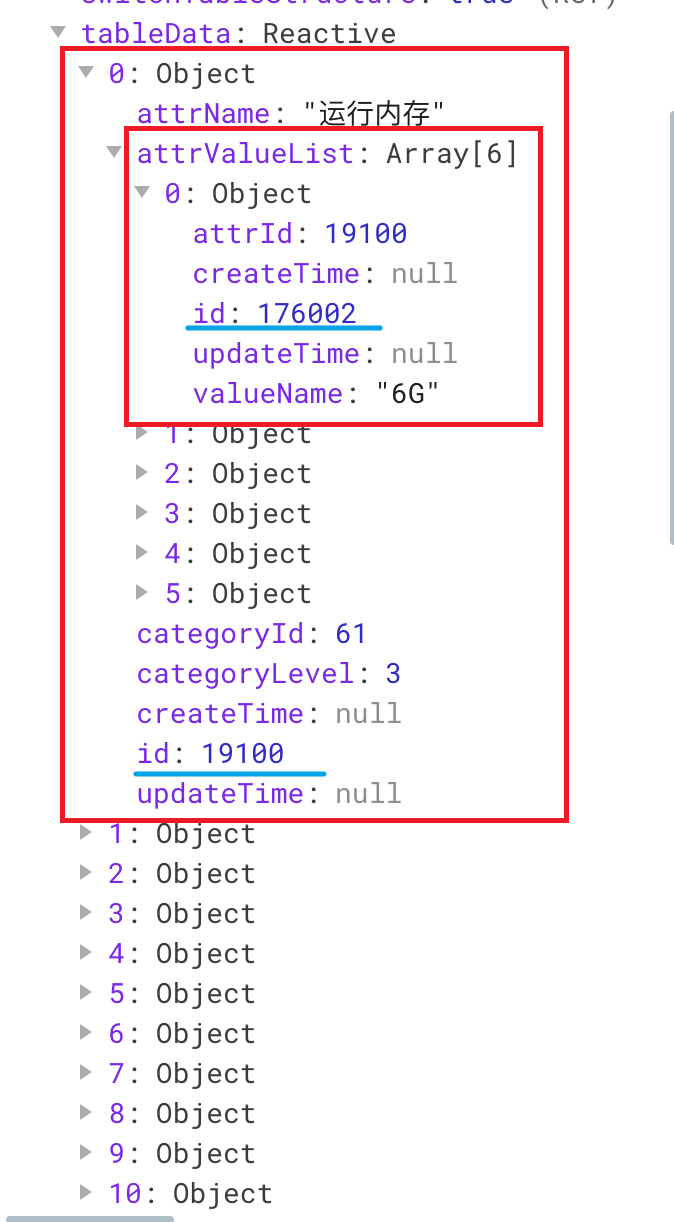 tableData: Reactive
0: Object
attrName: "运行内存"
attrValueList: Array[6]
0: Object
attrId: 19100
createTime: null
id: 176002
updateTime: null
valueName: "6G"
1: Object
2: Object
3: Object
4: Object
5: Object
categoryId: 61
categoryLevel: 3
createTime: null
id: 19100
updateTime: null
1: Object
2: Object
3: Object
4: Object
5: Object
6: Object
7: Object
8: Object
9: Object
10: Object